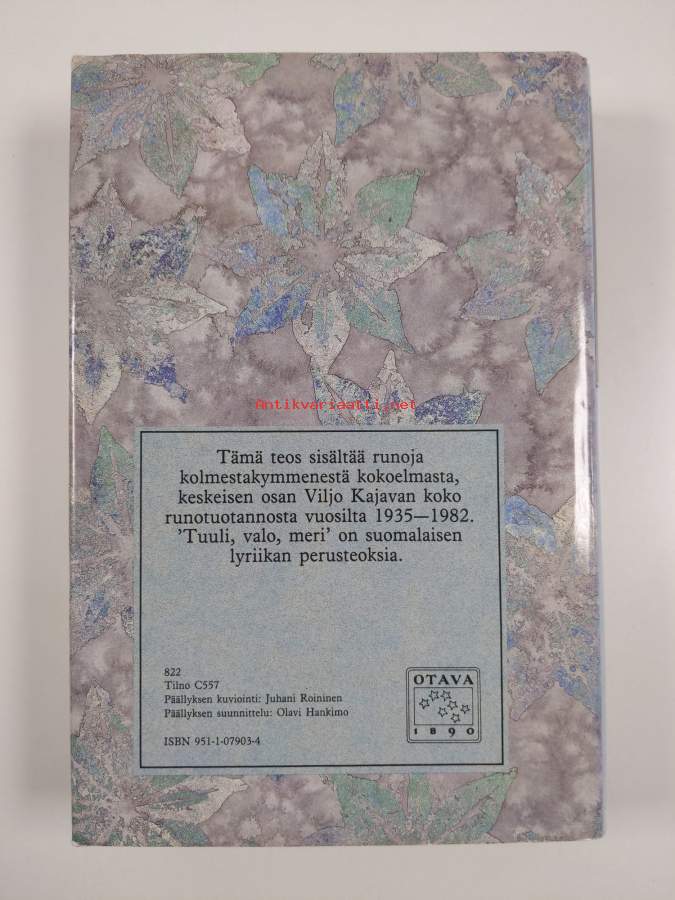 Antikvariaatti.net
Tämä teos sisältää runoja
kolmestakymmenestä kokoelmasta,
keskeisen osan Viljo Kajavan koko
runotuotannosta vuosilta 1935—1982.
'Tuuli, valo, meri' on suomalaisen
lyriikan perusteoksia.
822
Tilno C557
Päällyksen kuviointi: Juhani Roininen
Päällyksen suunnittelu: Olavi Hankimo
ISBN 951-1-07903-4
OTAVA
1890